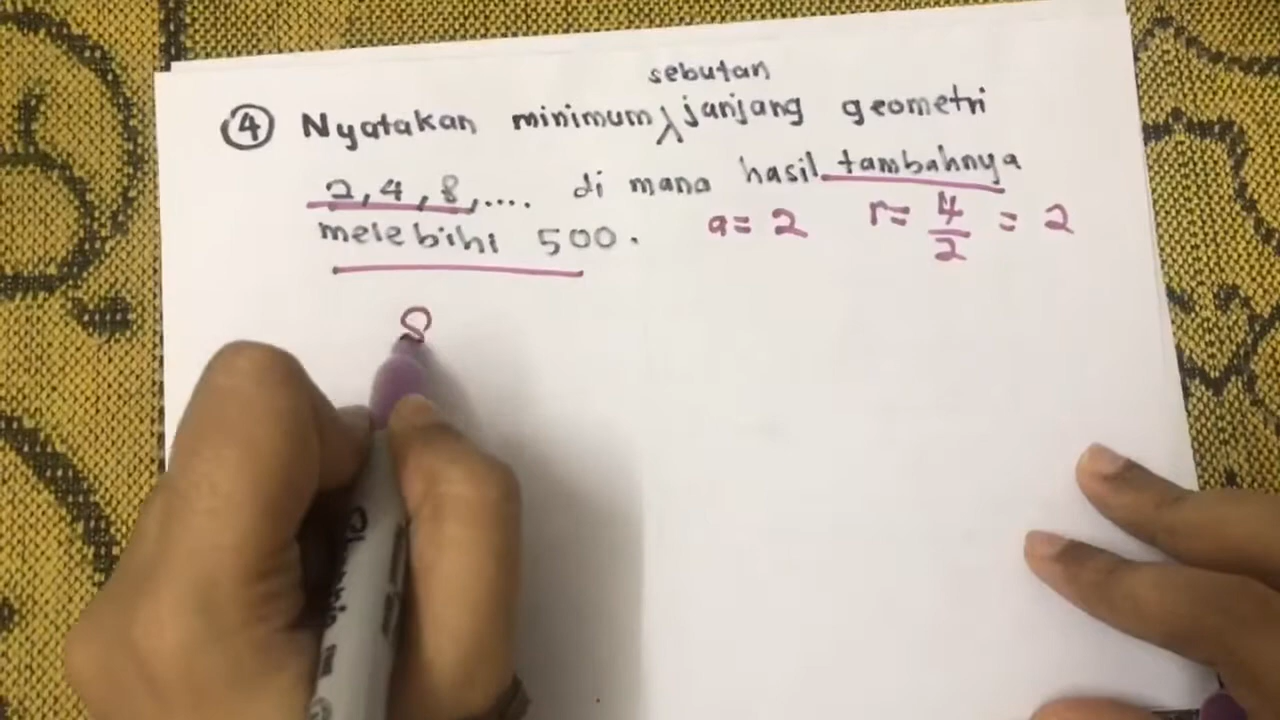 sebutan
④ Nyatakan minimum⋏janjang geometri
2, 4, 8, .... di mana hasil tambahnya
melebihi 500. a = 2 r = 4/2 = 2
8